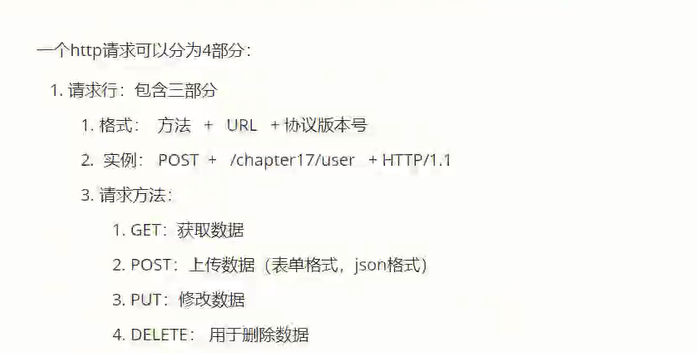 一个http请求可以分为4部分：
1. 请求行：包含三部分
1. 格式： 方法 + URL + 协议版本号
2. 实例： POST + /chapter17/user + HTTP/1.1
3. 请求方法：
1. GET：获取数据
2. POST：上传数据（表单格式，json格式）
3. PUT：修改数据
4. DELETE： 用于删除数据